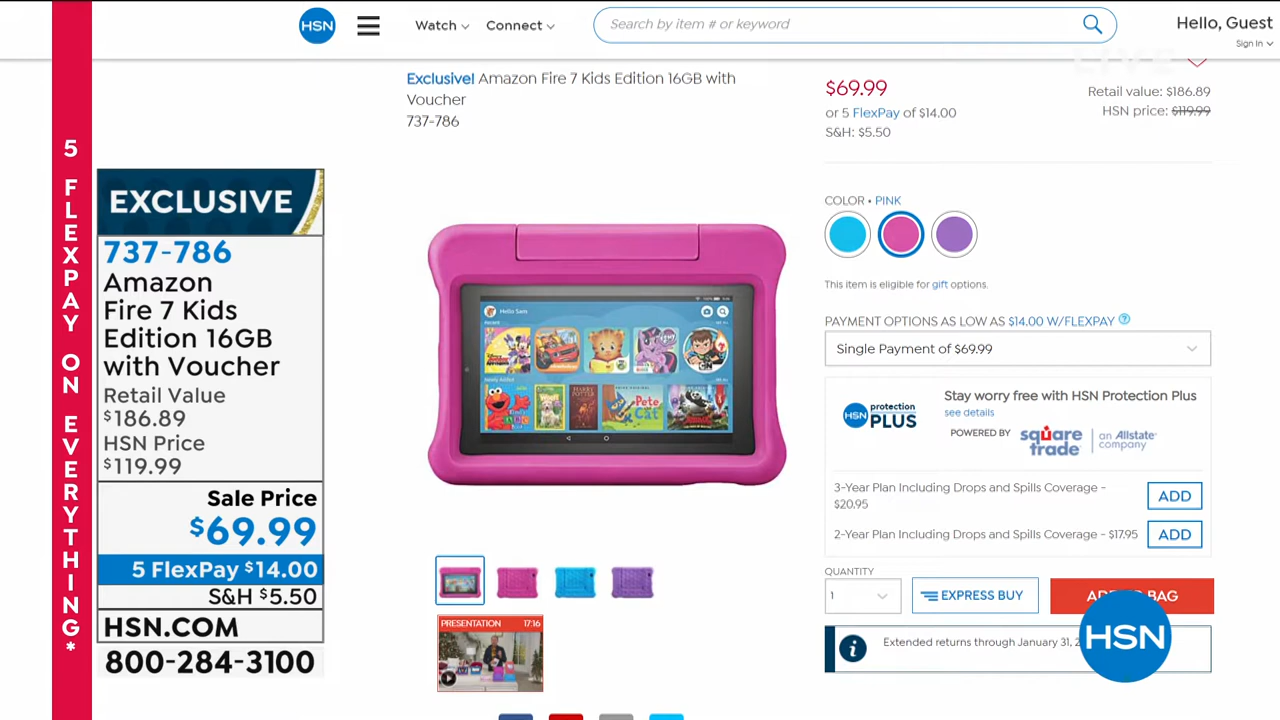 HSN
Watch
Connect
Search by item # or keyword
Hello, Guest
Sign In
LIVE
5 FLEXPAY ON EVERYTHING*
EXCLUSIVE
737-786
Amazon
Fire 7 Kids
Edition 16GB
with Voucher
Retail Value
$186.89
HSN Price
$119.99
Sale Price
$69.99
5 FlexPay $14.00
S&H $5.50
HSN.COM
800-284-3100
Exclusive! Amazon Fire 7 Kids Edition 16GB with
Voucher
737-786
Hello Sam
Pete
Cat
PRESENTATION 17:16
$69.99
or 5 FlexPay of $14.00
S&H: $5.50
Retail value: $186.89
HSN price: $119.99
COLOR • PINK
This item is eligible for gift options.
PAYMENT OPTIONS AS LOW AS $14.00 W/FLEXPAY ?
Single Payment of $69.99
HSN protection PLUS
Stay worry free with HSN Protection Plus
see details
POWERED BY
square trade
an Allstate company
3-Year Plan Including Drops and Spills Coverage -
$20.95
ADD
2-Year Plan Including Drops and Spills Coverage - $17.95
ADD
QUANTITY
1
EXPRESS BUY
BAG
i
Extended returns through January 31,
HSN